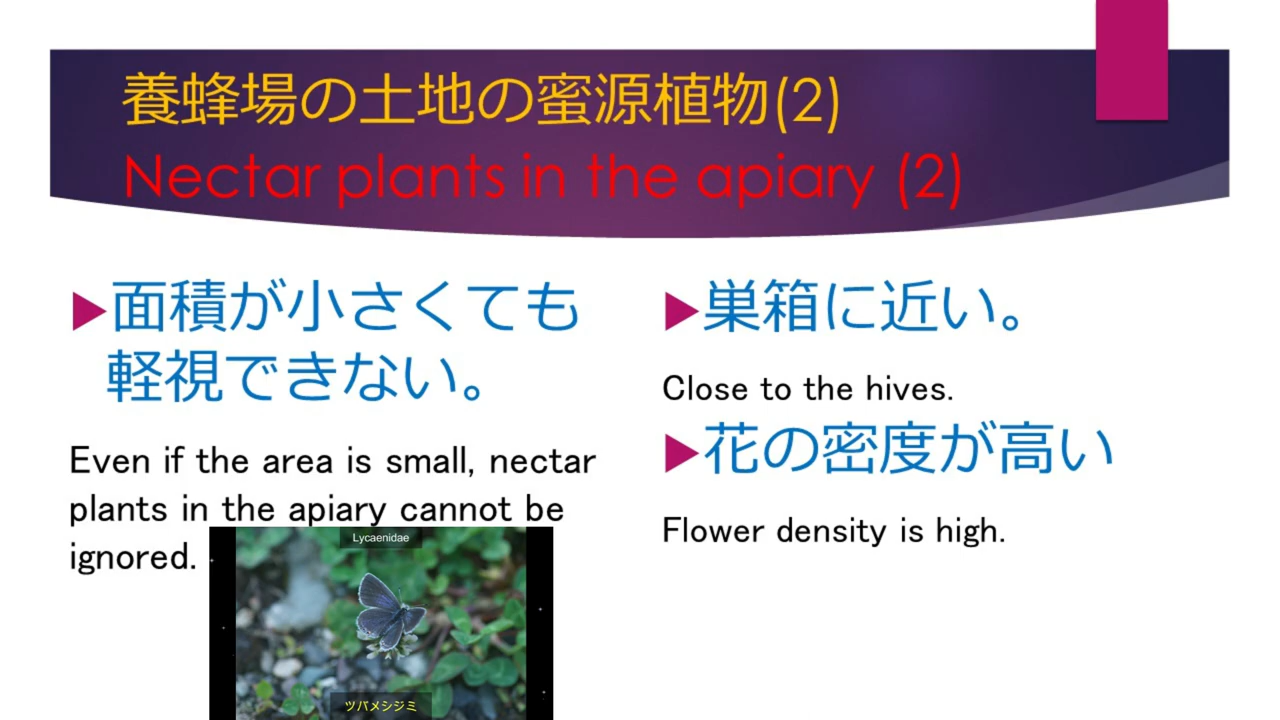 養蜂場の土地の蜜源植物(2)
Nectar plants in the apiary (2)
面積が小さくても
軽視できない。
Even if the area is small, nectar
plants in the apiary cannot be
ignored.
Lycaenidae
ツバメシジミ
巣箱に近い。
Close to the hives.
花の密度が高い
Flower density is high.